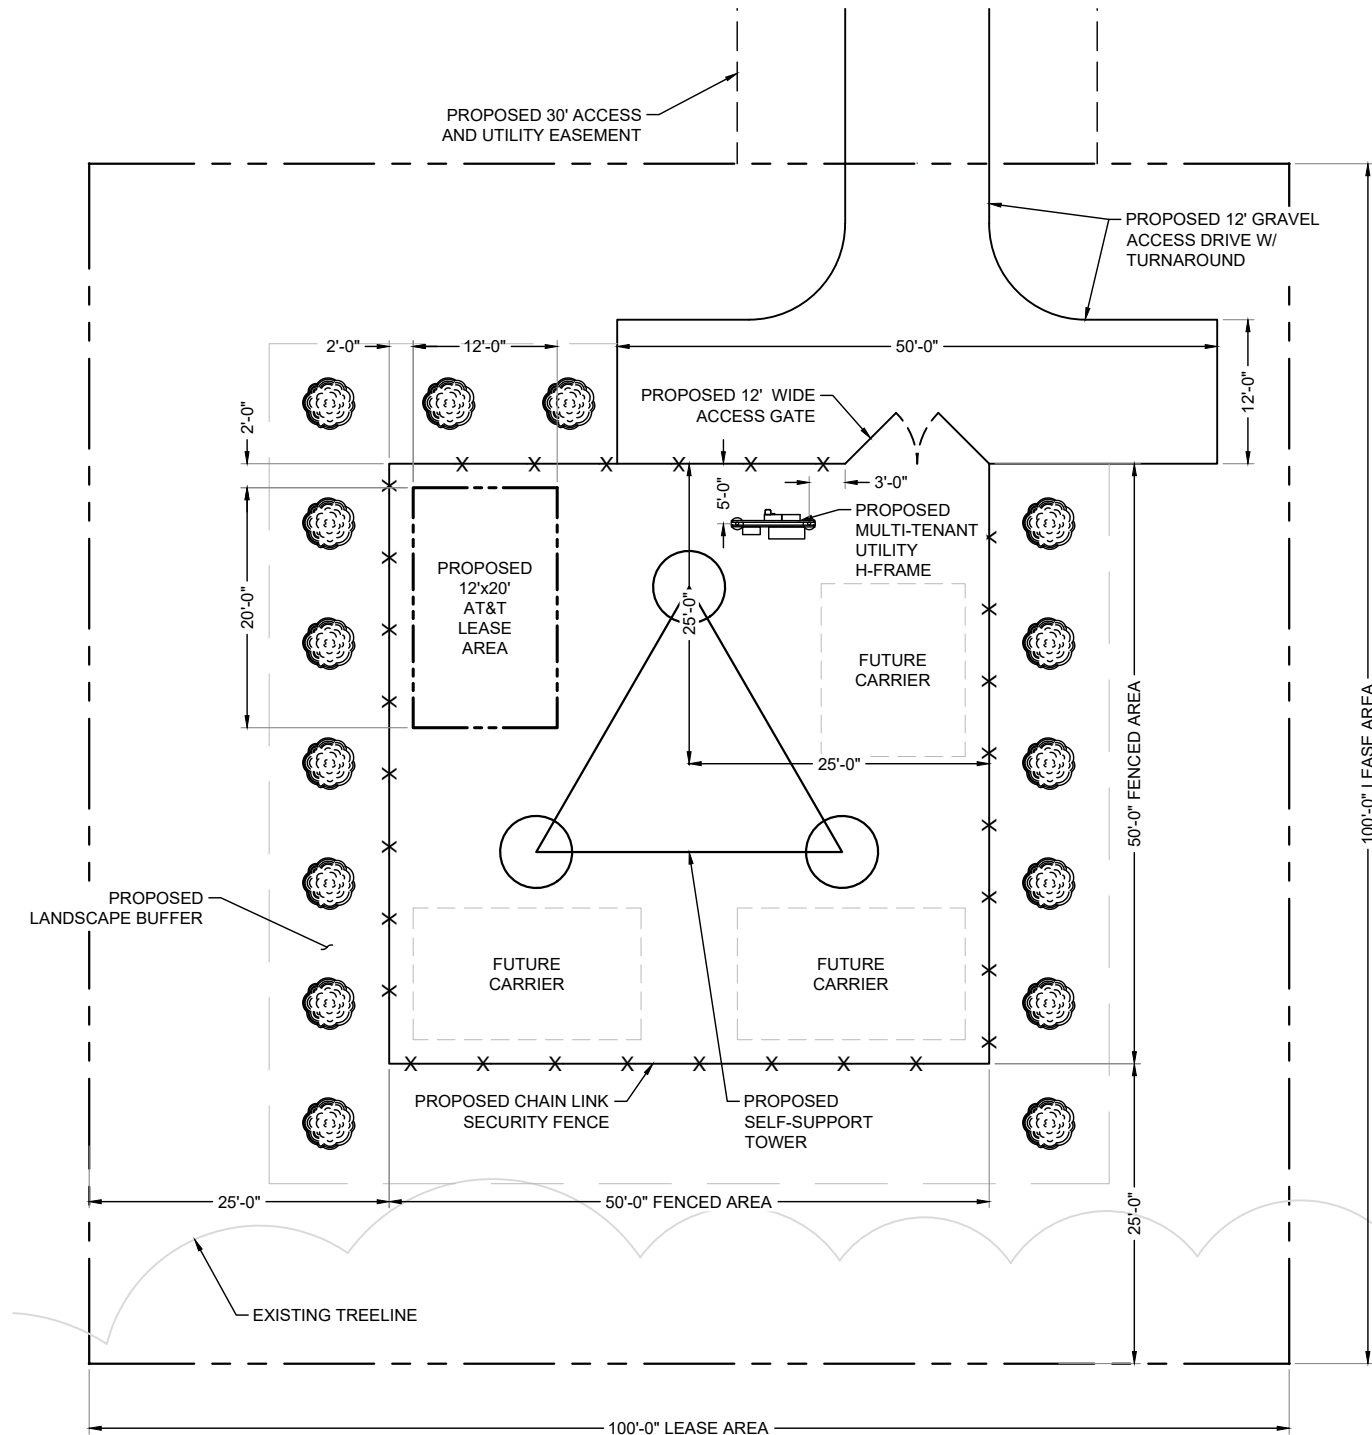 PROPOSED 30' ACCESS
AND UTILITY EASEMENT
PROPOSED 12' GRAVEL
ACCESS DRIVE W/
TURNAROUND
2'-0"
12'-0"
50'-0"
12'-0"
2'-0"
PROPOSED 12' WIDE
ACCESS GATE
5'-0"
3'-0"
PROPOSED
MULTI-TENANT
UTILITY
H-FRAME
PROPOSED
12'x20'
AT&T
LEASE
AREA
20'-0"
25'-0"
FUTURE
CARRIER
25'-0"
50'-0" FENCED AREA
100'-0" LEASE AREA
PROPOSED
LANDSCAPE BUFFER
FUTURE
CARRIER
FUTURE
CARRIER
PROPOSED CHAIN LINK
SECURITY FENCE
PROPOSED
SELF-SUPPORT
TOWER
25'-0"
50'-0" FENCED AREA
25'-0"
EXISTING TREELINE
100'-0" LEASE AREA